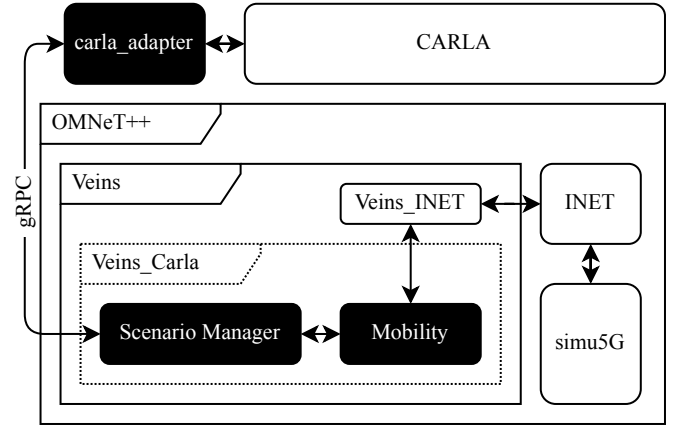 carla_adapter
CARLA
OMNeT++
gRPC
Veins
Veins_INET
INET
Veins_Carla
Scenario Manager
Mobility
simu5G